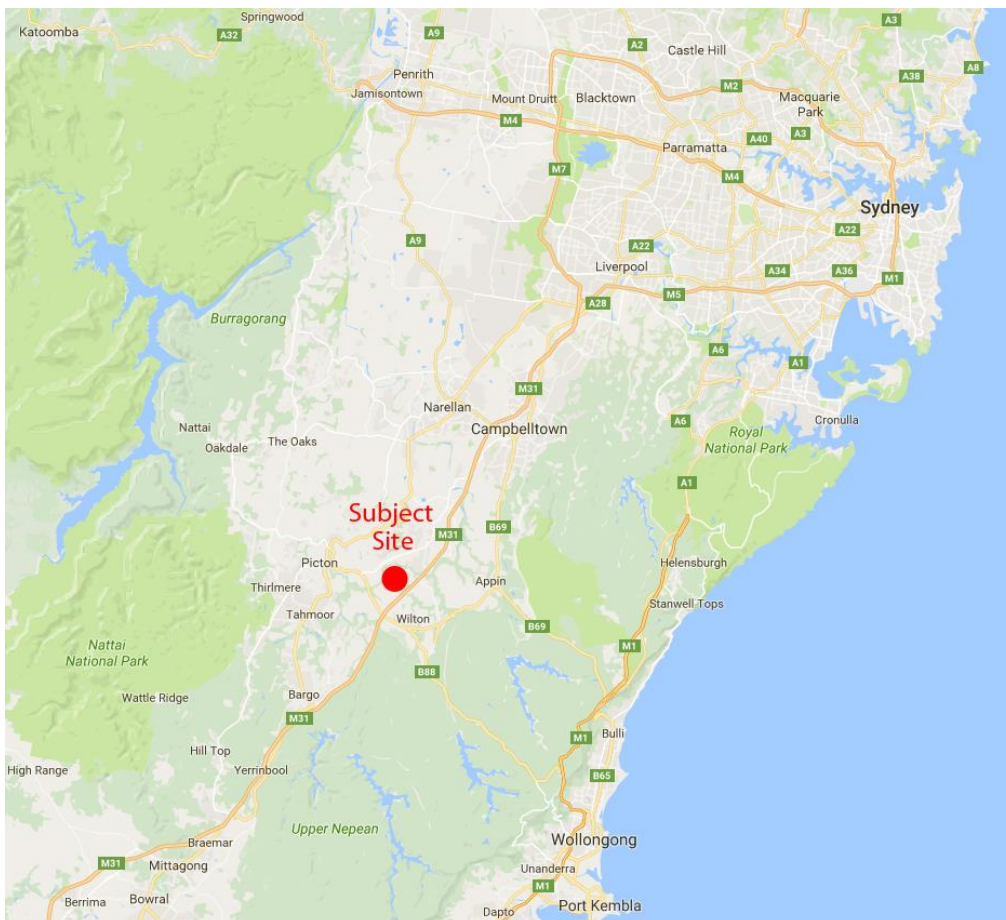 Springwood
Katoomba
A32
A9
A3
A2
Castle Hill
A8
Penrith
A38
Jamisontown
Mount Druitt
Blacktown
M2
Macquarie
Park
M4
A40
A3
Parramatta
M7
M4
Sydney
A9
A22
A22
Liverpool
A34
A36
M1
M5
A28
Burragorang
A6
A1
M31
Narellan
Campbelltown
A6
Cronulla
Nattai
Oakdale
The Oaks
Royal
National Park
A1
Subject
Site
B69
M31
Picton
Helensburgh
Thirlmere
Appin
Stanwell Tops
Tahmoor
Wilton
B69
M1
Nattai
National Park
B88
Wattle Ridge
Bargo
M31
Bulli
M1
Hill Top
High Range
Yerrinbool
B65
Upper Nepean
Braemar
Wollongong
M31
Mittagong
Unanderra
M1
Berrima
Bowral
Dapto
Port Kembla